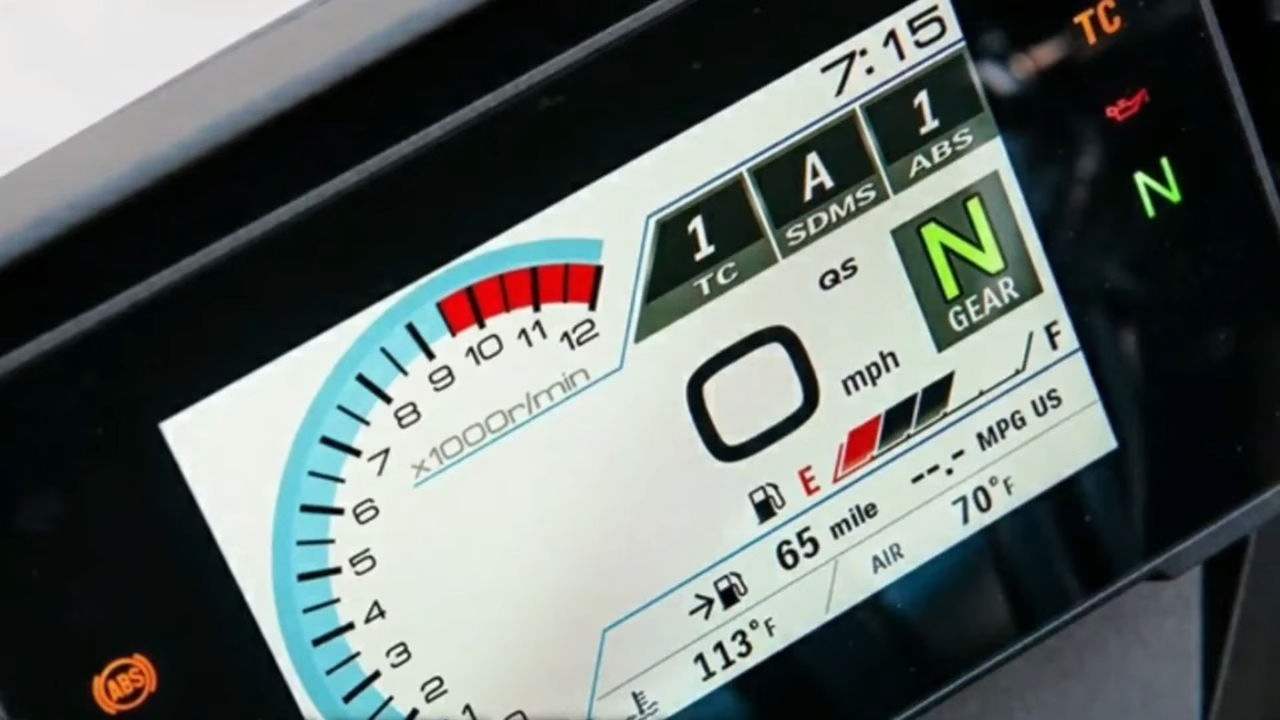 7:15
TC
1
TC
A
SDMS
1
ABS
N
QS
N
GEAR
12
11
10
9
8
7
6
5
4
3
2
1
x1000r/min
0
mph
E
F
65 mile
--.- MPG US
113°F
AIR
70°F
ABS